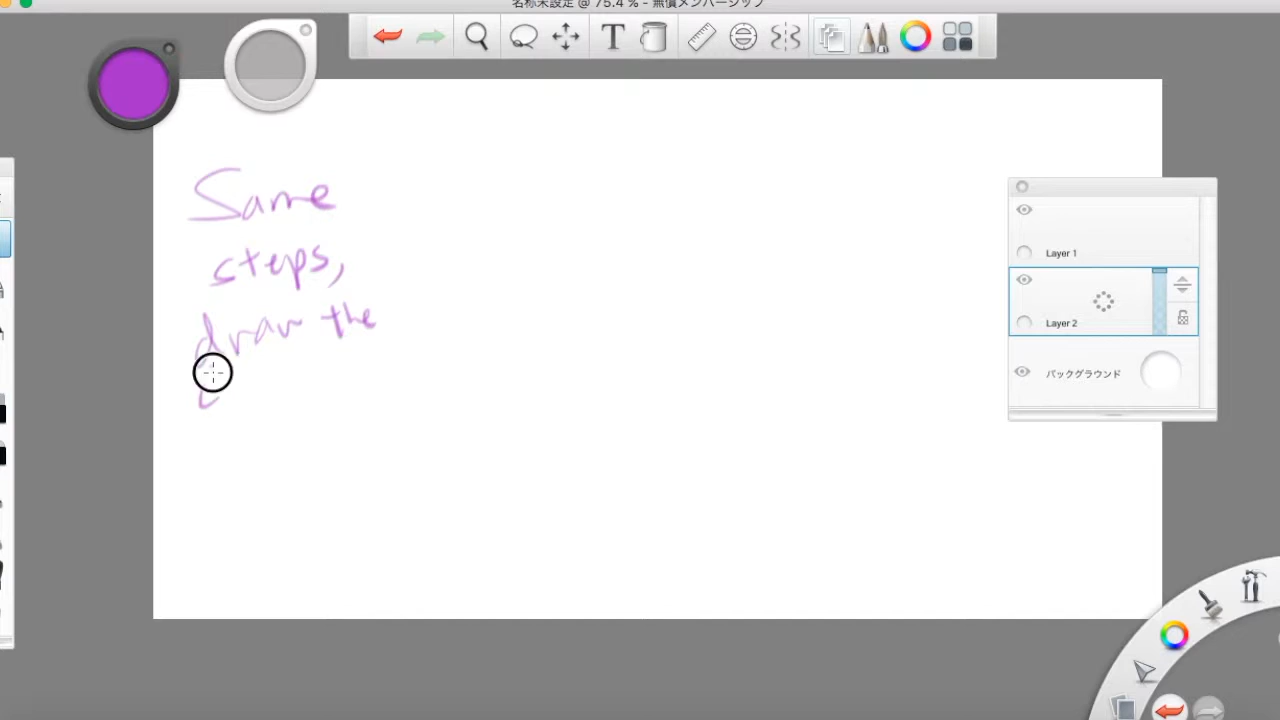 名称未設定 @ 75.4 % - 無償メンバーシップ
T
Same
steps,
draw the
Layer 1
Layer 2
バックグラウンド